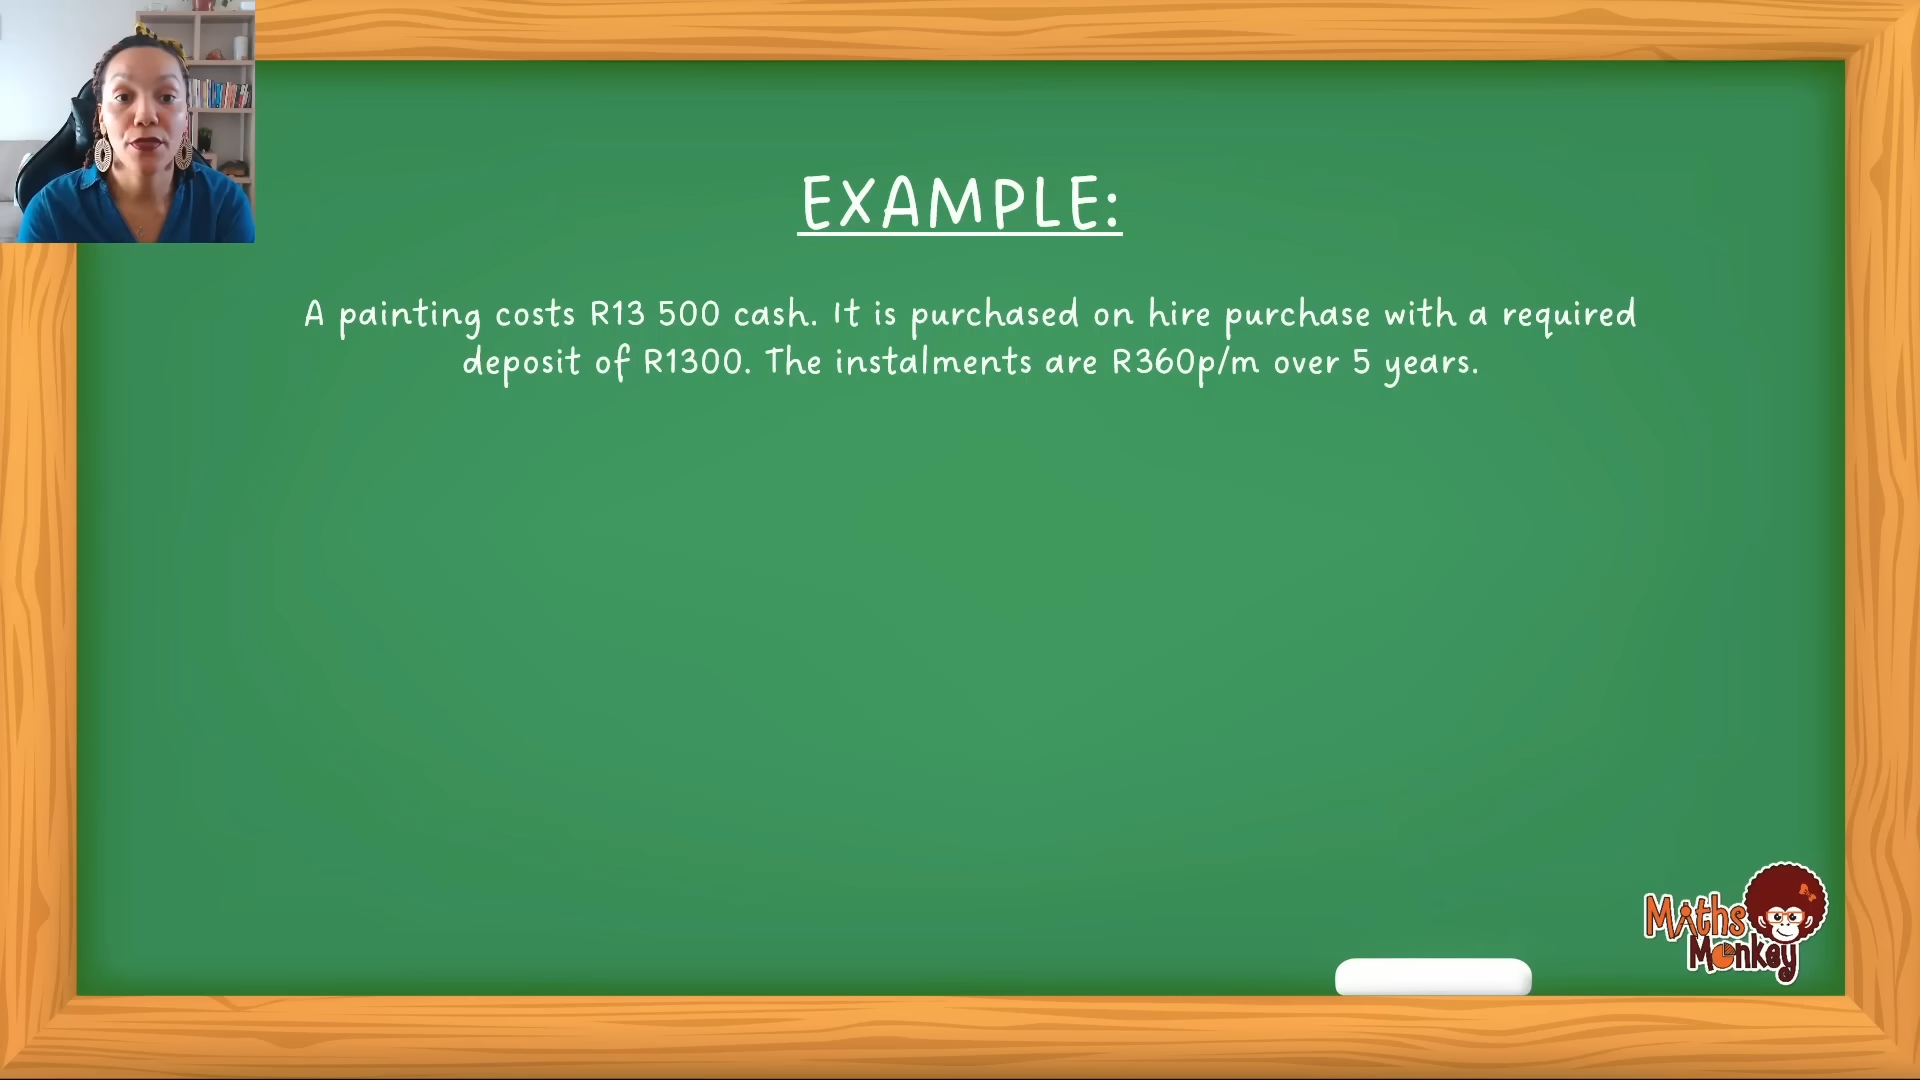 EXAMPLE:
A painting costs R13 500 cash. It is purchased on hire purchase with a required
deposit of R1300. The instalments are R360p/m over 5 years.
Maths
Monkey